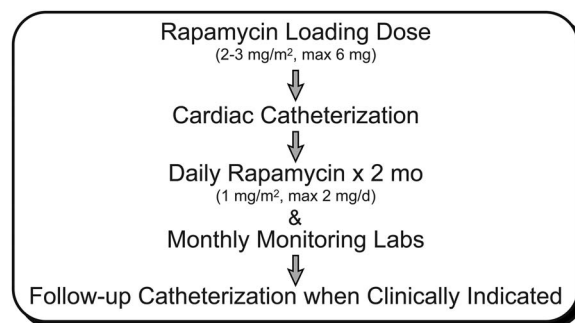 Rapamycin Loading Dose
(2-3 mg/m², max 6 mg)
Cardiac Catheterization
Daily Rapamycin x 2 mo
(1 mg/m², max 2 mg/d)
&
Monthly Monitoring Labs
Follow-up Catheterization when Clinically Indicated